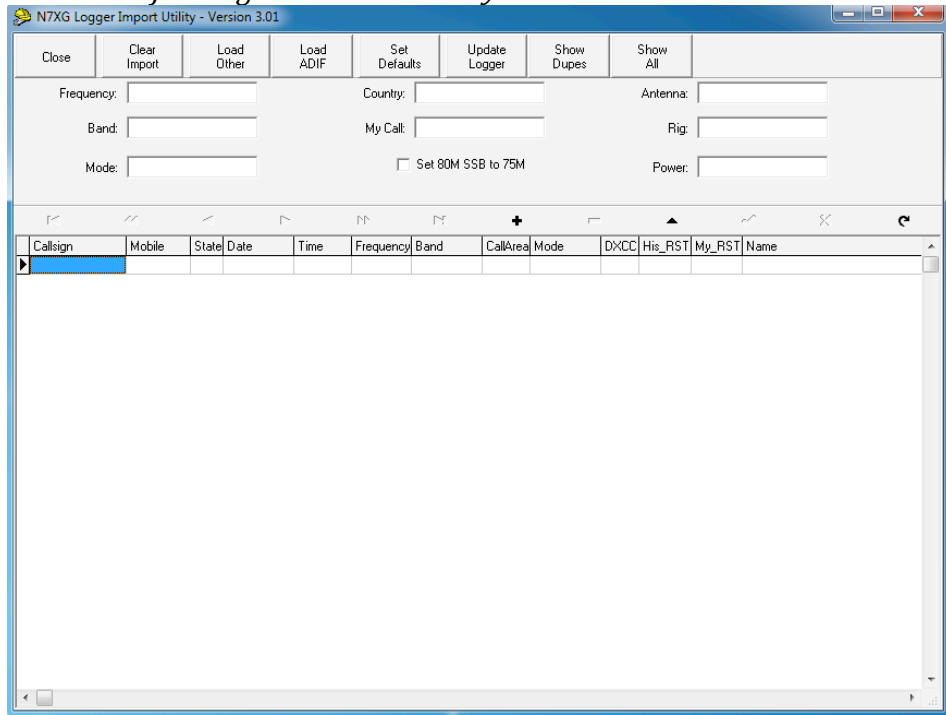 N7XG Logger Import Utility - Version 3.01
Close
Clear Import
Load Other
Load ADIF
Set Defaults
Update Logger
Show Dupes
Show All
Frequency:
Country:
Antenna:
Band:
My Call:
Rig:
Mode:
Set 80M SSB to 75M
Power:
Callsign Mobile State Date Time Frequency Band CallArea Mode DXCC His_RST My_RST Name